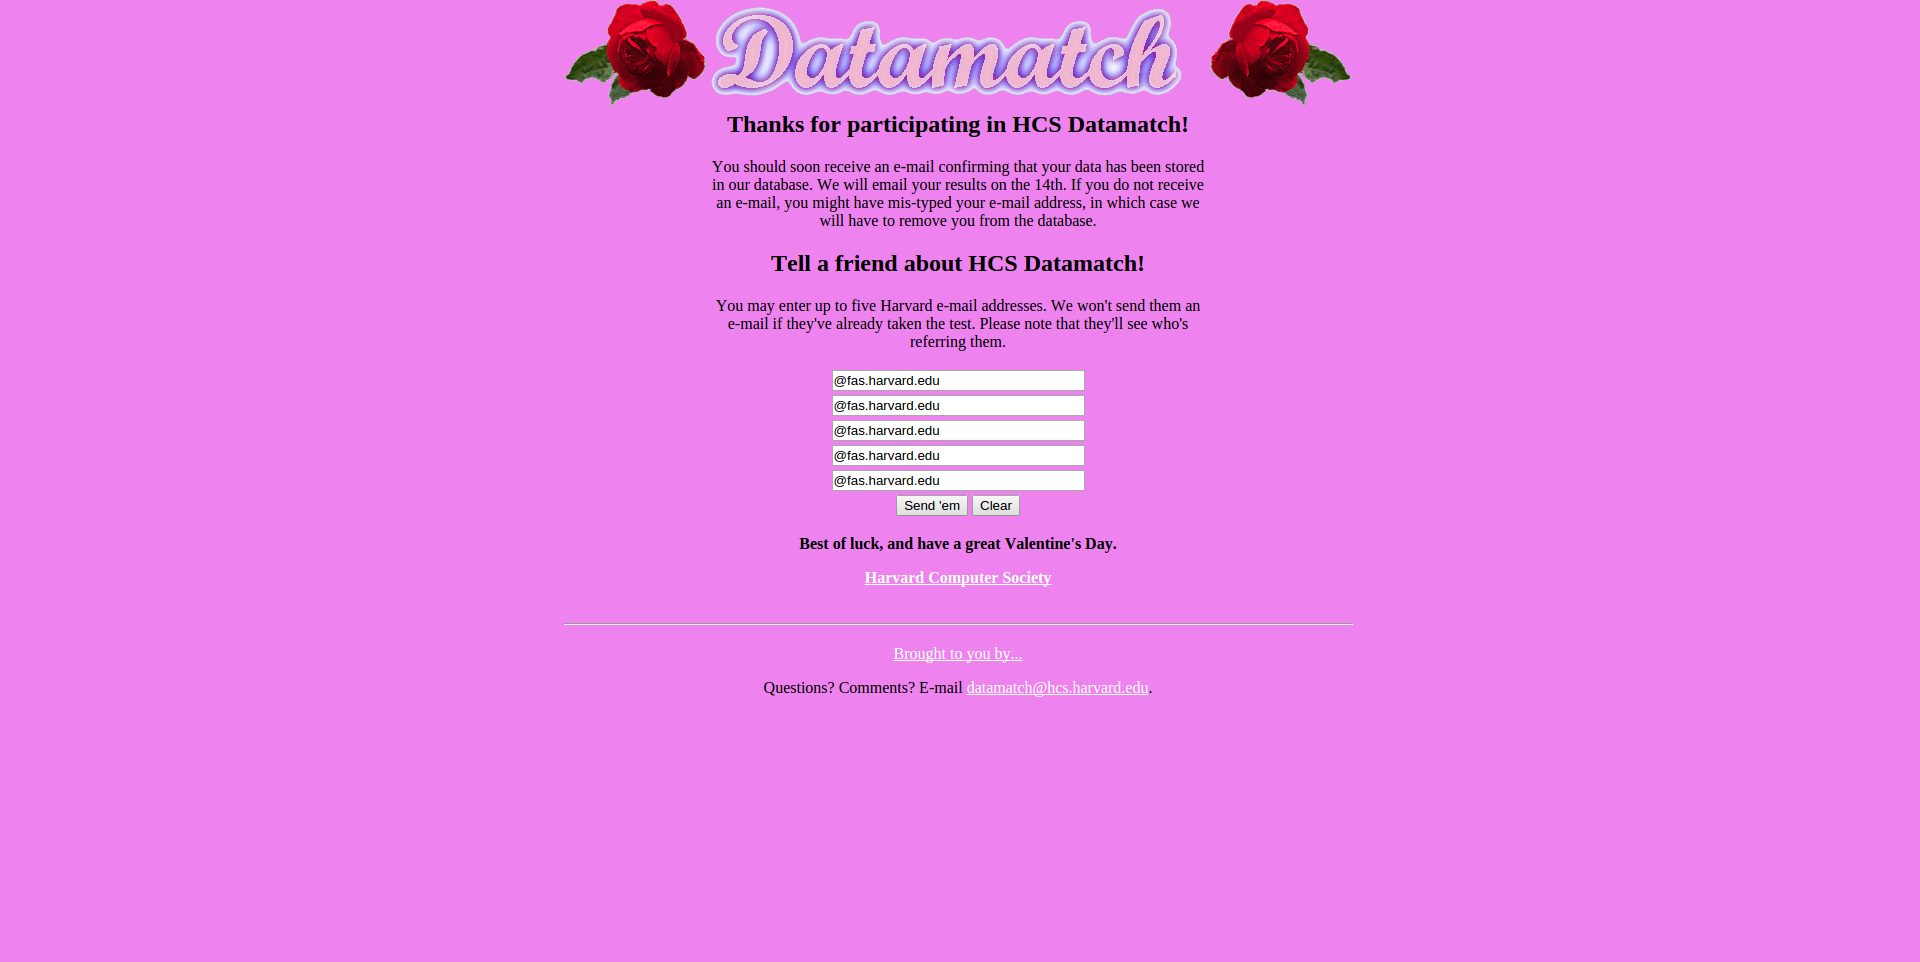 Datamatch
Thanks for participating in HCS Datamatch!
You should soon receive an e-mail confirming that your data has been stored
in our database. We will email your results on the 14th. If you do not receive
an e-mail, you might have mis-typed your e-mail address, in which case we
will have to remove you from the database.
Tell a friend about HCS Datamatch!
You may enter up to five Harvard e-mail addresses. We won't send them an
e-mail if they've already taken the test. Please note that they'll see who's
referring them.
@fas.harvard.edu
@fas.harvard.edu
@fas.harvard.edu
@fas.harvard.edu
@fas.harvard.edu
Send 'em Clear
Best of luck, and have a great Valentine's Day.
Harvard Computer Society
Brought to you by...
Questions? Comments? E-mail datamatch@hcs.harvard.edu.